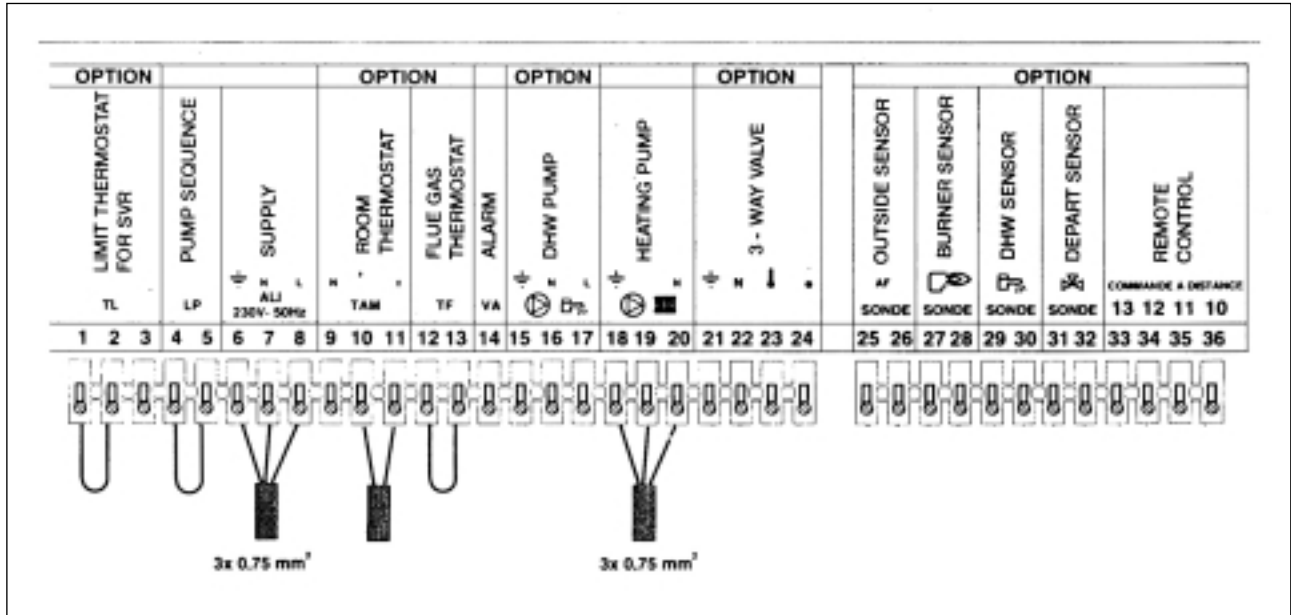 OPTION OPTION OPTION OPTION OPTION
LIMIT THERMOSTAT
FOR SVR
PUMP SEQUENCE
SUPPLY
ROOM
THERMOSTAT
FLUE GAS
THERMOSTAT
ALARM
DHW PUMP
HEATING PUMP
3 - WAY VALVE
OUTSIDE SENSOR
BURNER SENSOR
DHW SENSOR
DEPART SENSOR
REMOTE
CONTROL
N L N N L N N AF
TL LP ALI TAM TF VA COMMANDE A DISTANCE
230V- 50Hz SONDE SONDE SONDE SONDE 13 12 11 10
1 2 3 4 5 6 7 8 9 10 11 12 13 14 15 16 17 18 19 20 21 22 23 24 25 26 27 28 29 30 31 32 33 34 35 36
3x 0.75 mm² 3x 0.75 mm²